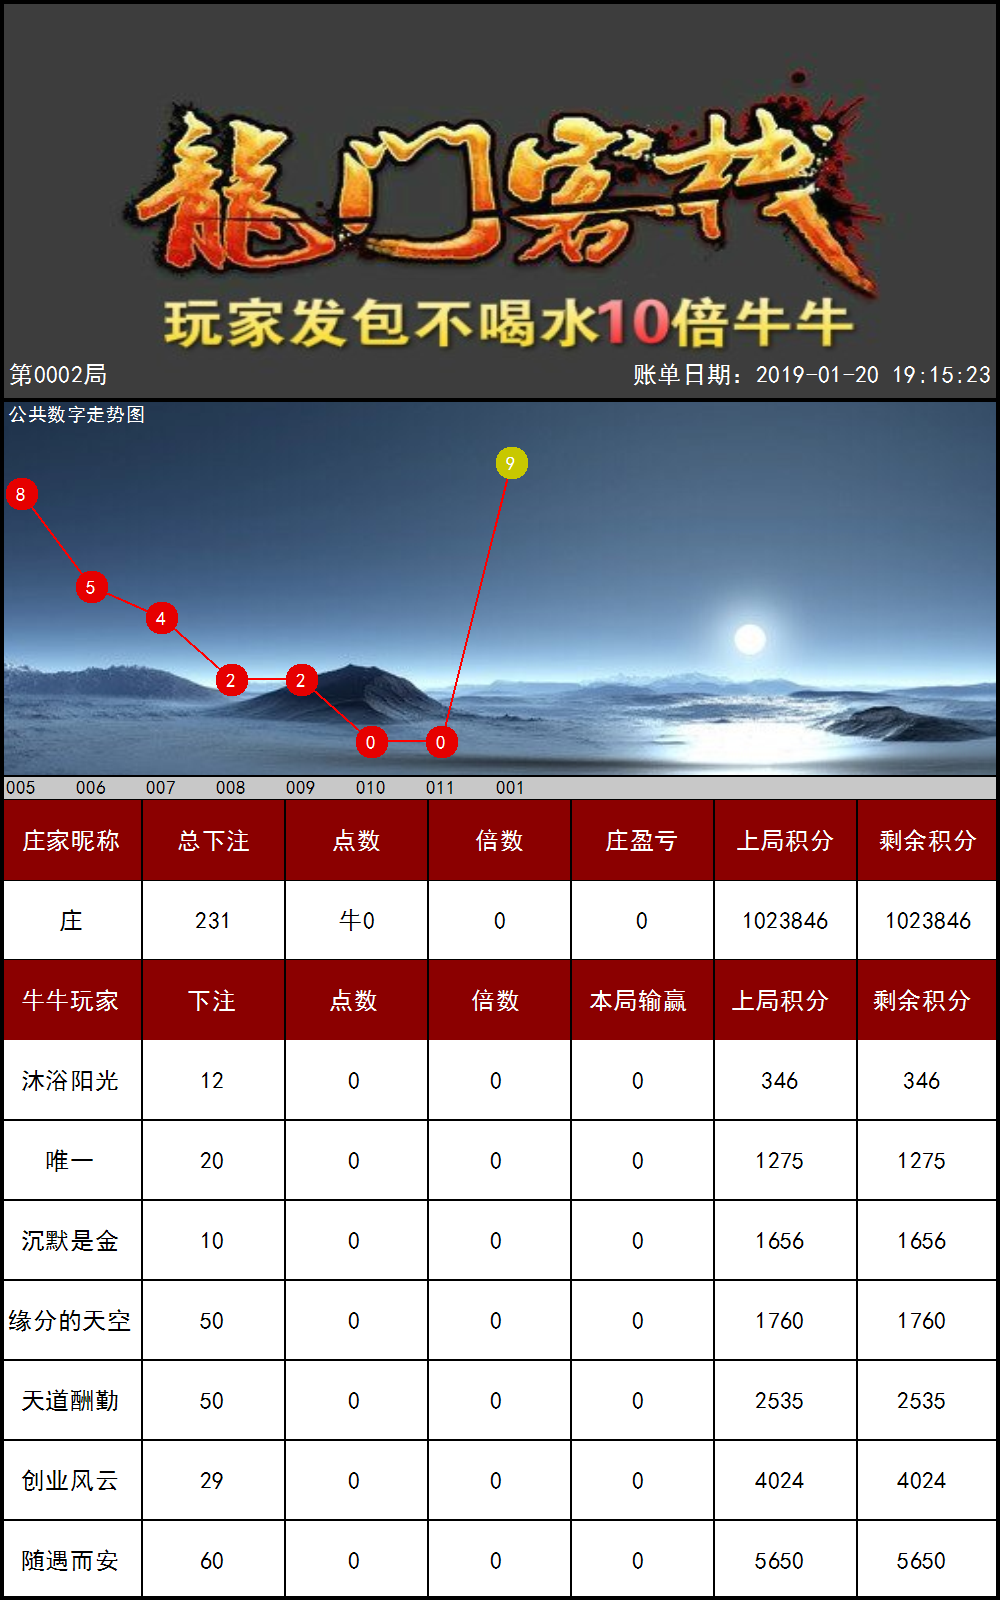 龍门客栈
玩家发包不喝水10倍牛牛
第0002局 账单日期：2019-01-20 19:15:23
公共数字走势图
9
8
5
4
2 2
0 0
005 006 007 008 009 010 011 001
庄家昵称 总下注 点数 倍数 庄盈亏 上局积分 剩余积分
庄 231 牛0 0 0 1023846 1023846
牛牛玩家 下注 点数 倍数 本局输赢 上局积分 剩余积分
沐浴阳光 12 0 0 0 346 346
唯一 20 0 0 0 1275 1275
沉默是金 10 0 0 0 1656 1656
缘分的天空 50 0 0 0 1760 1760
天道酬勤 50 0 0 0 2535 2535
创业风云 29 0 0 0 4024 4024
随遇而安 60 0 0 0 5650 5650